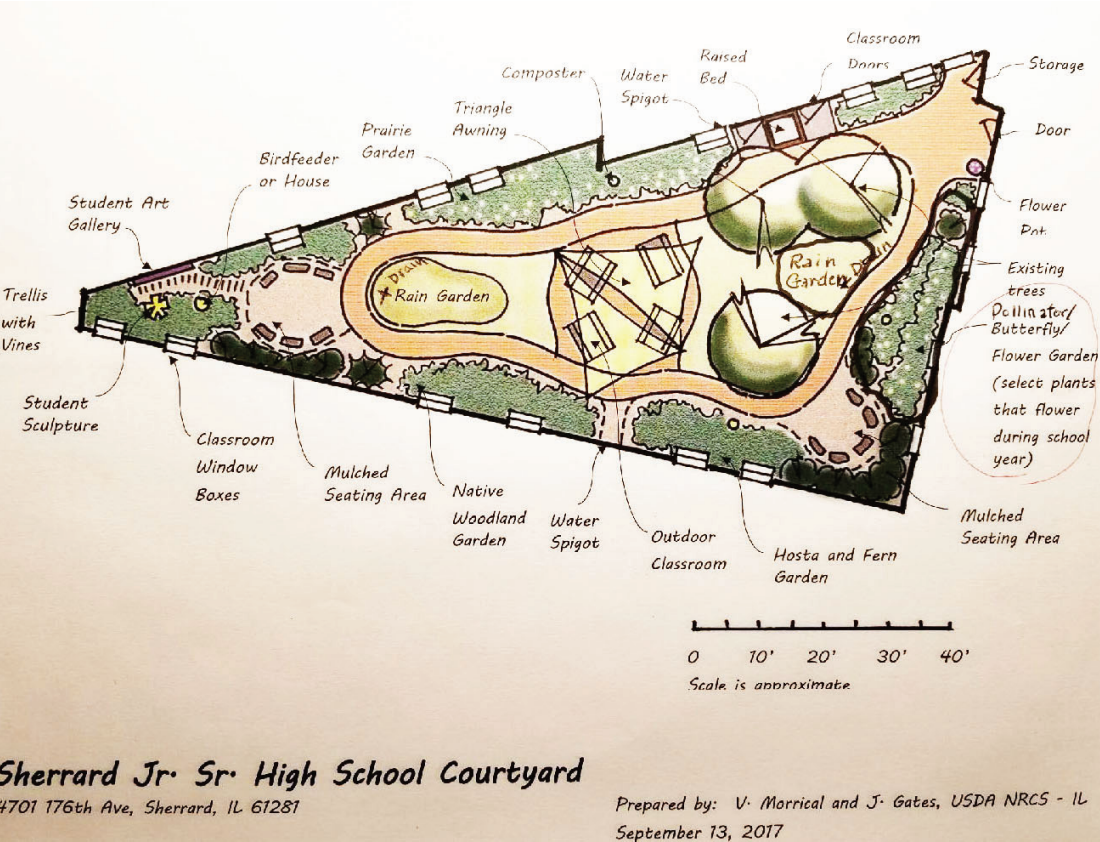 Classroom
Doors
Raised
Bed
Storage
Composter
Water
Spigot
Triangle
Awning
Door
Prairie
Garden
Birdfeeder
or House
Student Art
Gallery
Flower
Pot
Rain
Garden
Drain
Drain
Rain Garden
Existing
trees
Trellis
with
Vines
Pollinator/
Butterfly/
Flower Garden
(select plants
that flower
during school
year)
Student
Sculpture
Classroom
Window
Boxes
Mulched
Seating Area
Native
Woodland
Garden
Water
Spigot
Outdoor
Classroom
Hosta and Fern
Garden
Mulched
Seating Area
0 10' 20' 30' 40'
Scale is approximate
Sherrard Jr. Sr. High School Courtyard
4701 176th Ave, Sherrard, IL 61281
Prepared by: V. Morrical and J. Gates, USDA NRCS - IL
September 13, 2017